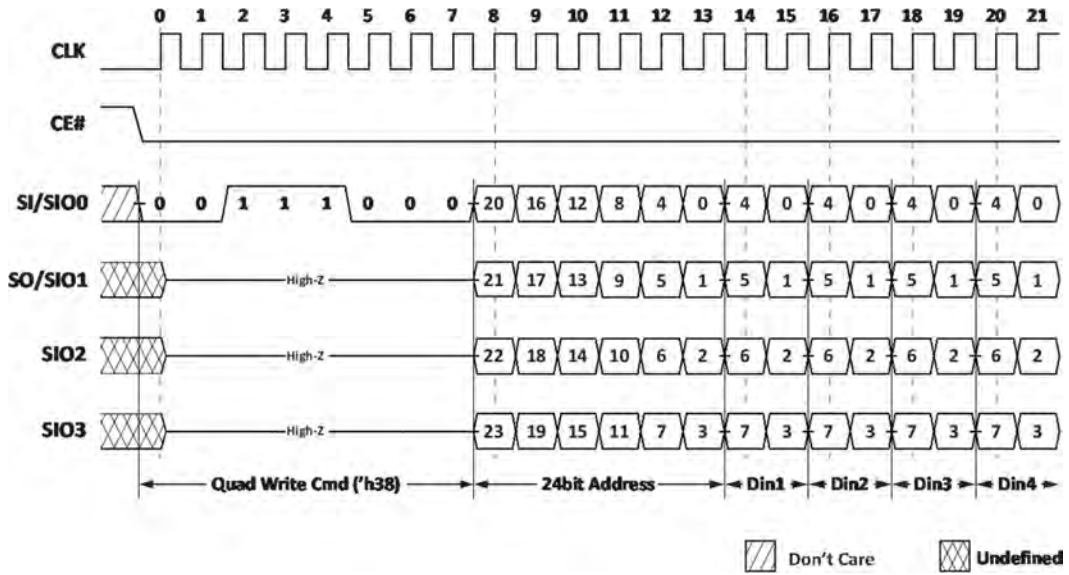 0 1 2 3 4 5 6 7 8 9 10 11 12 13 14 15 16 17 18 19 20 21
CLK
CE#
SI/SIO0 0 0 1 1 1 0 0 0 20 16 12 8 4 0 4 0 4 0 4 0 4 0
SO/SIO1 High-Z 21 17 13 9 5 1 5 1 5 1 5 1 5 1
SIO2 High-Z 22 18 14 10 6 2 6 2 6 2 6 2 6 2
SIO3 High-Z 23 19 15 11 7 3 7 3 7 3 7 3 7 3
Quad Write Cmd ('h38) 24bit Address Din1 Din2 Din3 Din4
Don't Care Undefined